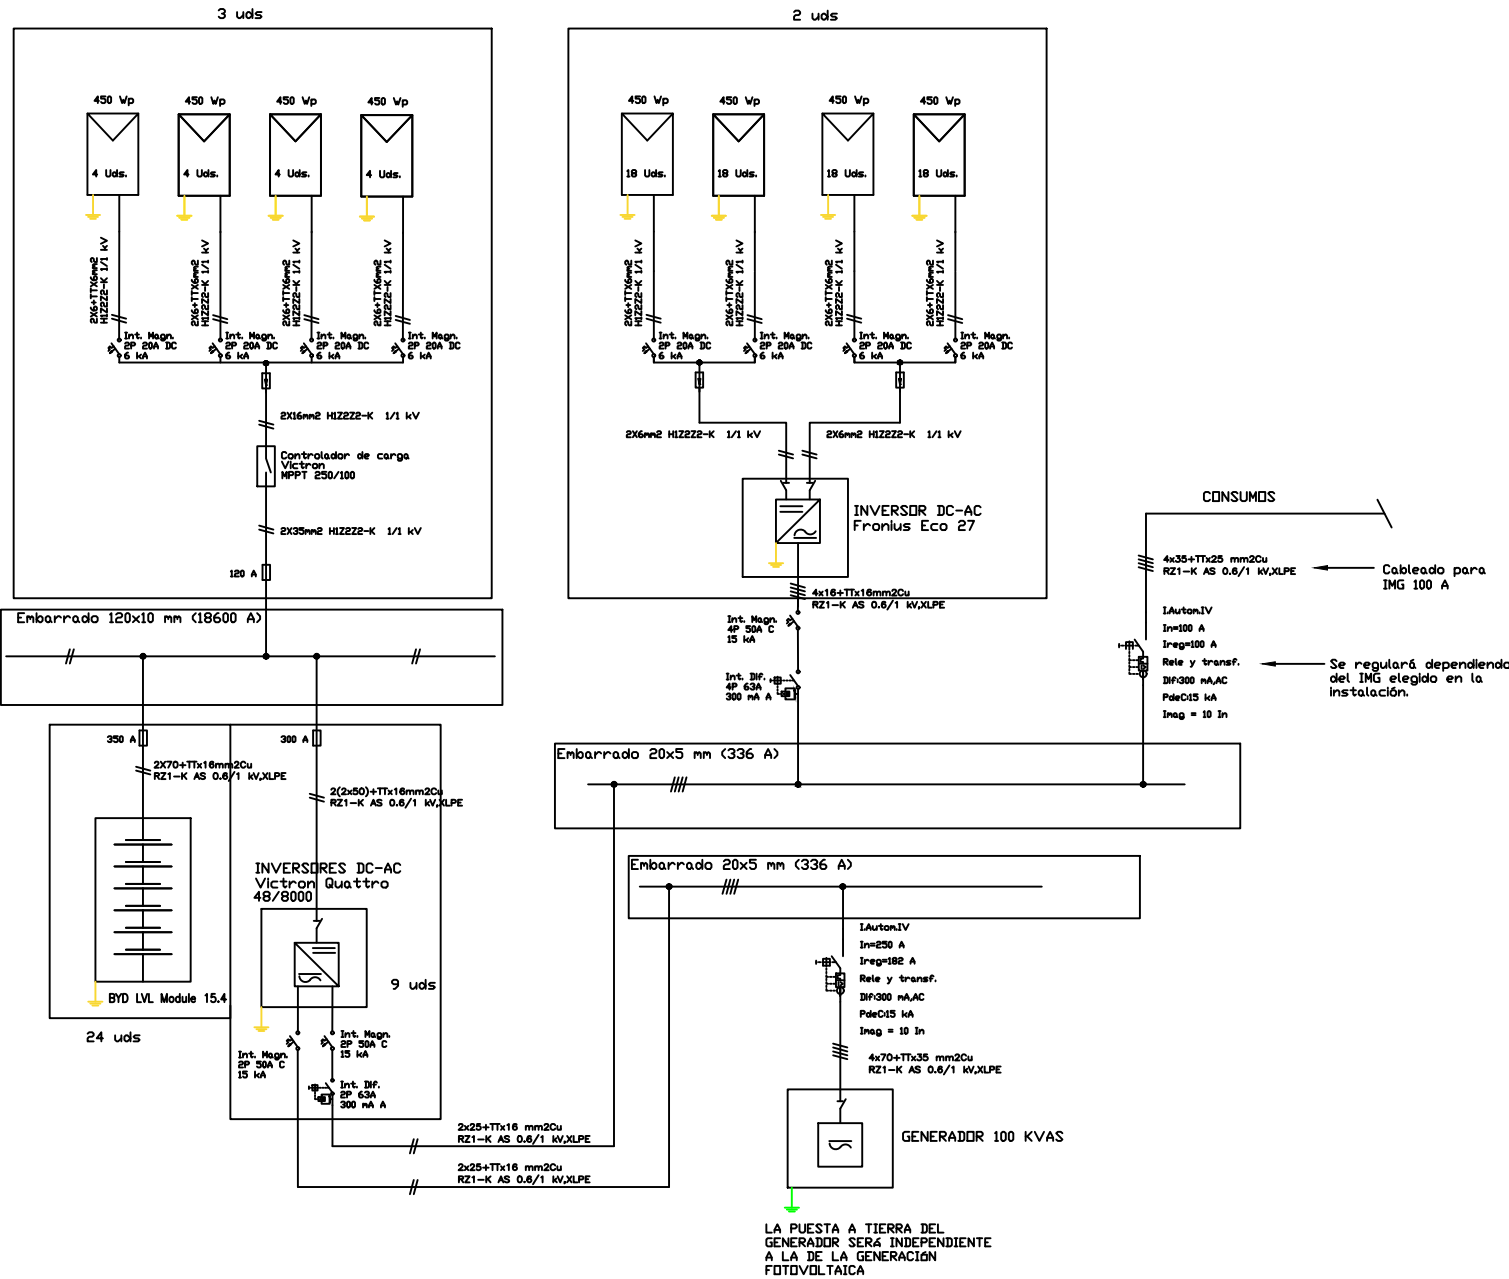 3 uds
450 Wp
450 Wp
450 Wp
450 Wp
4 Uds.
4 Uds.
4 Uds.
4 Uds.
2X6+TTX6mm2
H1Z2Z2-K 1/1 kV
2X6+TTX6mm2
H1Z2Z2-K 1/1 kV
2X6+TTX6mm2
H1Z2Z2-K 1/1 kV
2X6+TTX6mm2
H1Z2Z2-K 1/1 kV
Int. Magn.
2P 20A DC
6 kA
Int. Magn.
2P 20A DC
6 kA
Int. Magn.
2P 20A DC
6 kA
Int. Magn.
2P 20A DC
6 kA
2X16mm2 H1Z2Z2-K 1/1 kV
Controlador de carga
Victron
MPPT 250/100
2X35mm2 H1Z2Z2-K 1/1 kV
120 A
2 uds
450 Wp
450 Wp
450 Wp
450 Wp
18 Uds.
18 Uds.
18 Uds.
18 Uds.
2X6+TTX6mm2
H1Z2Z2-K 1/1 kV
2X6+TTX6mm2
H1Z2Z2-K 1/1 kV
2X6+TTX6mm2
H1Z2Z2-K 1/1 kV
2X6+TTX6mm2
H1Z2Z2-K 1/1 kV
Int. Magn.
2P 20A DC
6 kA
Int. Magn.
2P 20A DC
6 kA
Int. Magn.
2P 20A DC
6 kA
Int. Magn.
2P 20A DC
6 kA
2X6mm2 H1Z2Z2-K 1/1 kV
2X6mm2 H1Z2Z2-K 1/1 kV
INVERSOR DC-AC
Fronius Eco 27
4x16+TTx16mm2Cu
RZ1-K AS 0.6/1 kV,XLPE
Int. Magn.
4P 50A C
15 kA
Int. Dif.
4P 63A
300 mA A
CONSUMOS
4x35+TTx25 mm2Cu
RZ1-K AS 0.6/1 kV,XLPE
Cableado para
IMG 100 A
I.Autom.IV
In=100 A
Ireg=100 A
Rele y transf.
Dif:300 mA,AC
PdeC:15 kA
Imag = 10 In
Se regulará dependiendo
del IMG elegido en la
instalación.
Embarrado 120x10 mm (18600 A)
350 A
2X70+TTx16mm2Cu
RZ1-K AS 0.6/1 kV,XLPE
300 A
2(2x50)+TTx16mm2Cu
RZ1-K AS 0.6/1 kV,XLPE
BYD LVL Module 15.4
24 uds
INVERSORES DC-AC
Victron Quattro
48/8000
9 uds
Int. Magn.
2P 50A C
15 kA
Int. Magn.
2P 50A C
15 kA
Int. Dif.
2P 63A
300 mA A
2x25+TTx16 mm2Cu
RZ1-K AS 0.6/1 kV,XLPE
2x25+TTx16 mm2Cu
RZ1-K AS 0.6/1 kV,XLPE
Embarrado 20x5 mm (336 A)
Embarrado 20x5 mm (336 A)
I.Autom.IV
In=250 A
Ireg=182 A
Rele y transf.
Dif:300 mA,AC
PdeC:15 kA
Imag = 10 In
4x70+TTx35 mm2Cu
RZ1-K AS 0.6/1 kV,XLPE
GENERADOR 100 KVAS
LA PUESTA A TIERRA DEL
GENERADOR SERá INDEPENDIENTE
A LA DE LA GENERACIóN
FOTOVOLTAICA